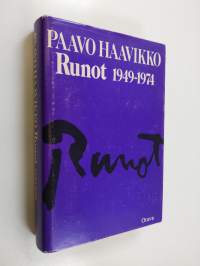 PAAVO HAAVIKKO
Runot 1949-1974
Runot
Otava